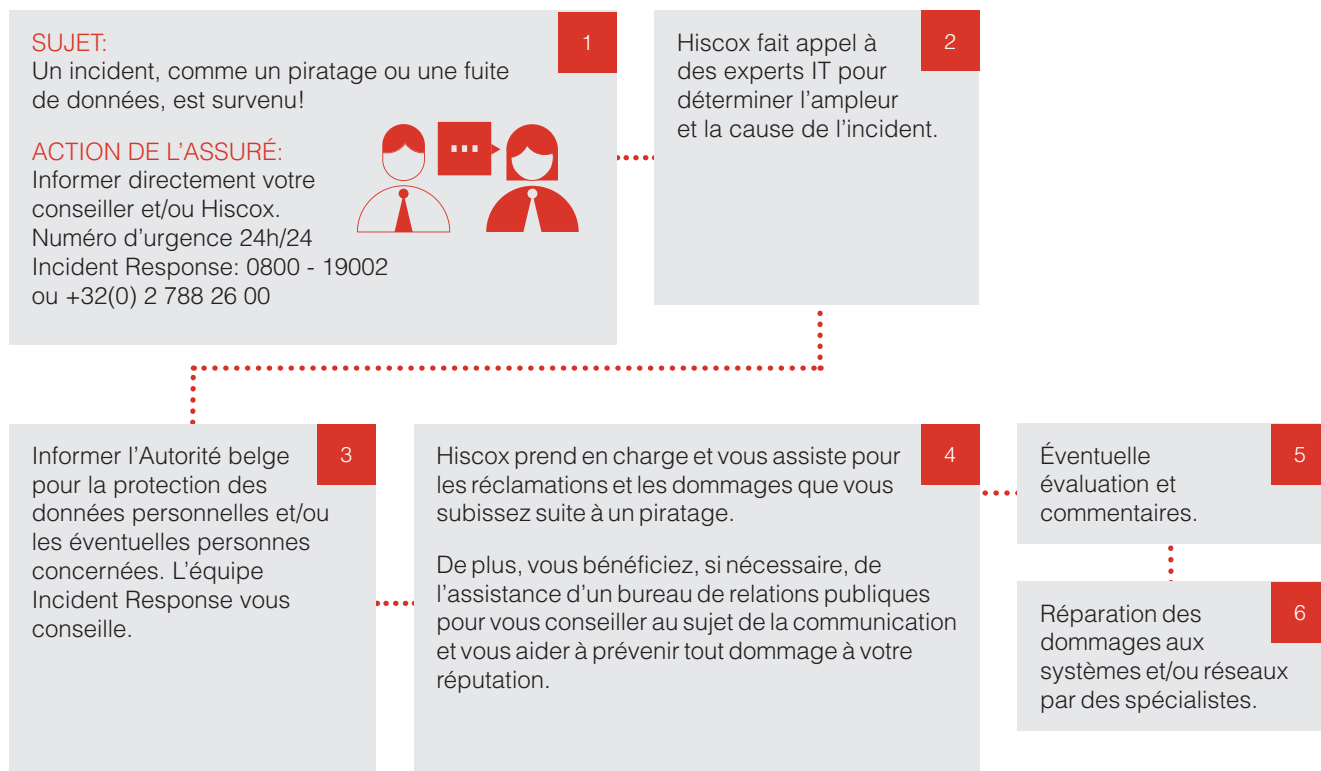 SUJET:
1
Un incident, comme un piratage ou une fuite
de données, est survenu!
ACTION DE L'ASSURÉ:
Informer directement votre
conseiller et/ou Hiscox.
Numéro d'urgence 24h/24
Incident Response: 0800 - 19002
ou +32(0) 2 788 26 00
...
Hiscox fait appel à
2
des experts IT pour
déterminer l'ampleur
et la cause de l'incident.
Informer l'Autorité belge
3
pour la protection des
données personnelles et/ou
les éventuelles personnes
concernées. L'équipe
Incident Response vous
conseille.
Hiscox prend en charge et vous assiste pour
4
les réclamations et les dommages que vous
subissez suite à un piratage.
De plus, vous bénéficiez, si nécessaire, de
l'assistance d'un bureau de relations publiques
pour vous conseiller au sujet de la communication
et vous aider à prévenir tout dommage à votre
réputation.
Éventuelle
5
évaluation et
commentaires.
Réparation des
6
dommages aux
systèmes et/ou réseaux
par des spécialistes.